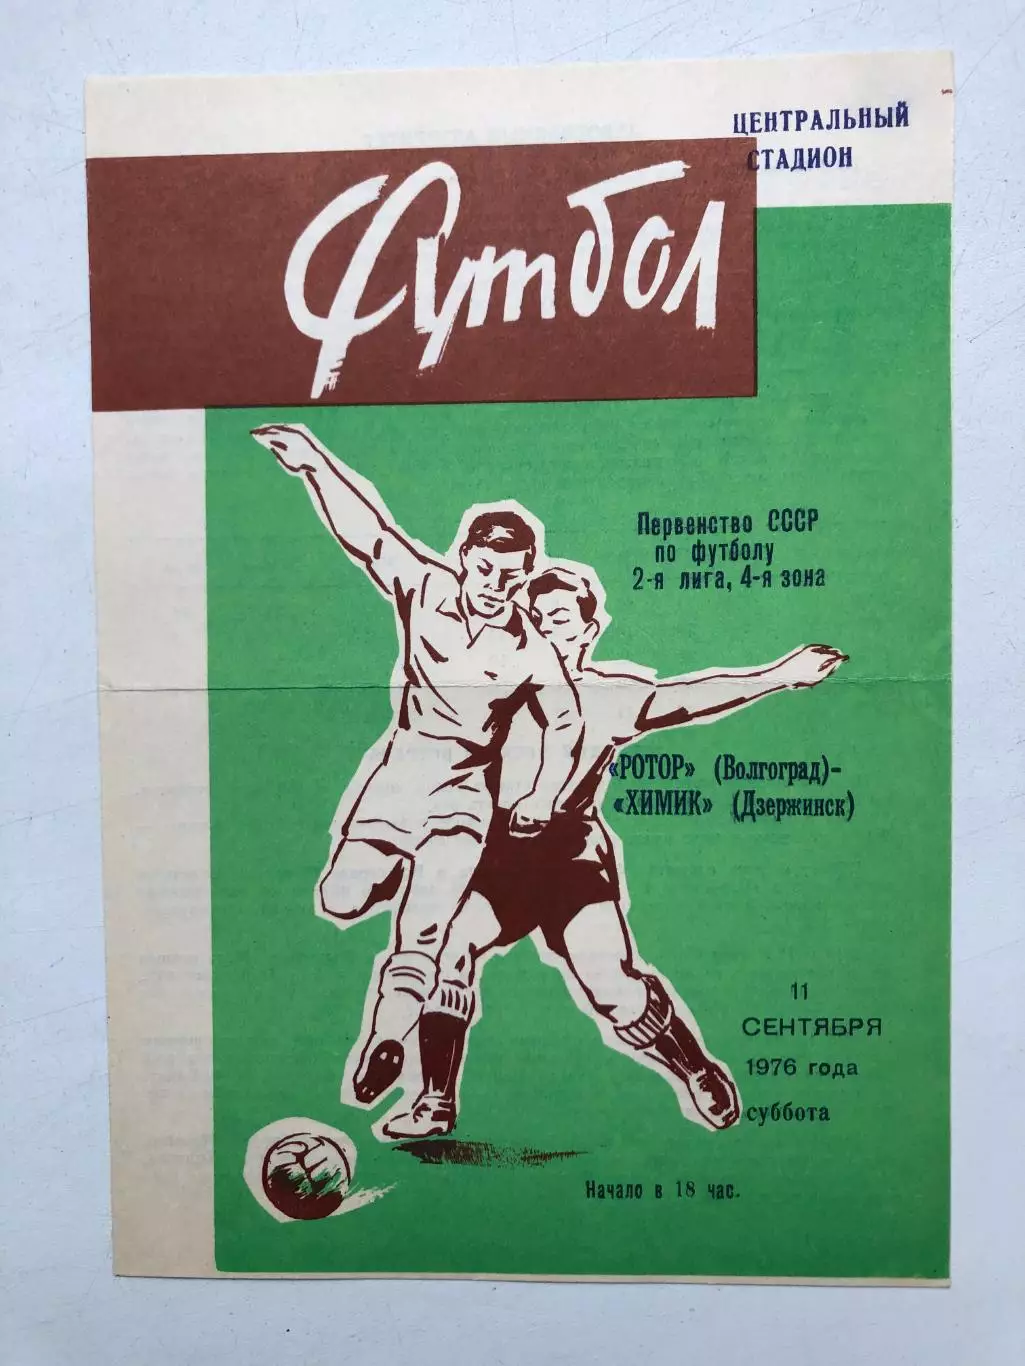 ЦЕНТРАЛЬНЫЙ
СТАДИОН
Футбол
Первенство СССР
по футболу
2-я лига, 4-я зона
«РОТОР» (Волгоград)-
«ХИМИК» (Дзержинск)
11
СЕНТЯБРЯ
1976 года
суббота
Начало в 18 час.